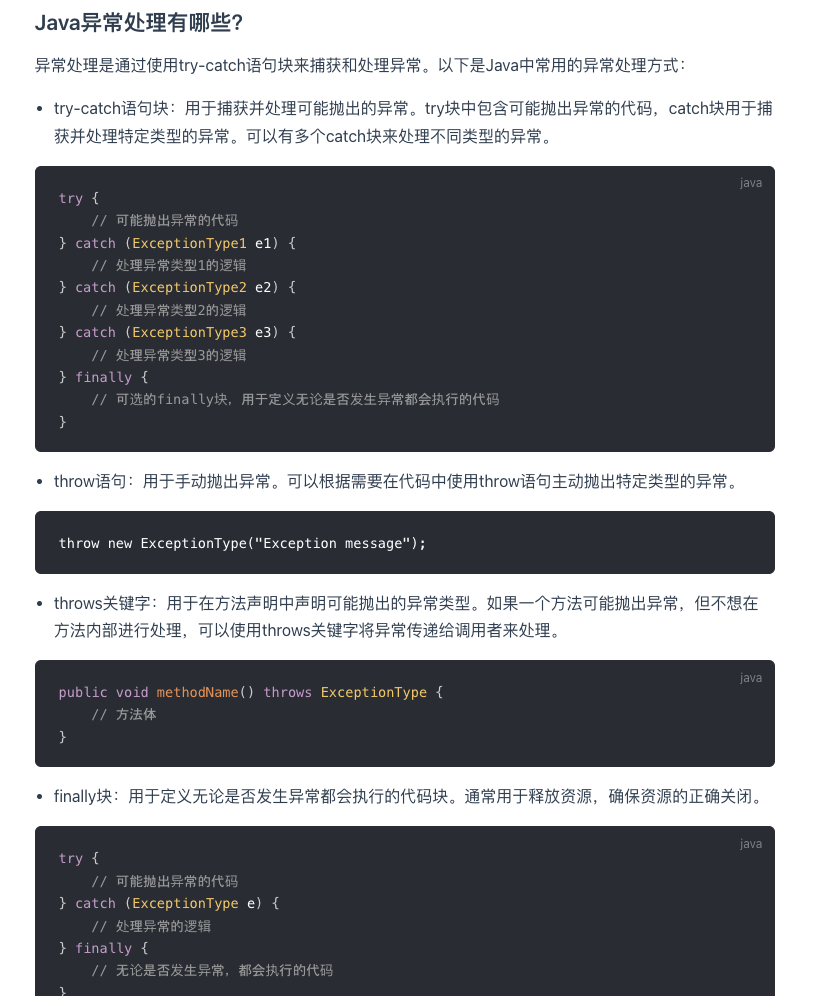 Java异常处理有哪些?
异常处理是通过使用try-catch语句块来捕获和处理异常。以下是Java中常用的异常处理方式：
• try-catch语句块：用于捕获并处理可能抛出的异常。try块中包含可能抛出异常的代码，catch块用于捕
获并处理特定类型的异常。可以有多个catch块来处理不同类型的异常。
java
try {
    // 可能抛出异常的代码
} catch (ExceptionType1 e1) {
    // 处理异常类型1的逻辑
} catch (ExceptionType2 e2) {
    // 处理异常类型2的逻辑
} catch (ExceptionType3 e3) {
    // 处理异常类型3的逻辑
} finally {
    // 可选的finally块，用于定义无论是否发生异常都会执行的代码
}
• throw语句：用于手动抛出异常。可以根据需要在代码中使用throw语句主动抛出特定类型的异常。
throw new ExceptionType("Exception message");
• throws关键字：用于在方法声明中声明可能抛出的异常类型。如果一个方法可能抛出异常，但不想在
方法内部进行处理，可以使用throws关键字将异常传递给调用者来处理。
java
public void methodName() throws ExceptionType {
    // 方法体
}
• finally块：用于定义无论是否发生异常都会执行的代码块。通常用于释放资源，确保资源的正确关闭。
java
try {
    // 可能抛出异常的代码
} catch (ExceptionType e) {
    // 处理异常的逻辑
} finally {
    // 无论是否发生异常，都会执行的代码
}